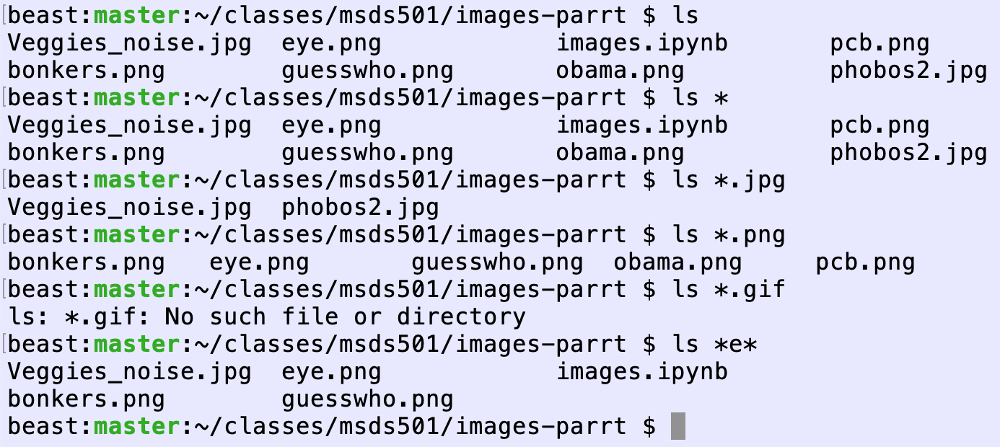 beast:master:~/classes/msds501/images-parrt $ ls
Veggies_noise.jpg  eye.png            images.ipynb       pcb.png
bonkers.png        guesswho.png       obama.png          phobos2.jpg
beast:master:~/classes/msds501/images-parrt $ ls *
Veggies_noise.jpg  eye.png            images.ipynb       pcb.png
bonkers.png        guesswho.png       obama.png          phobos2.jpg
beast:master:~/classes/msds501/images-parrt $ ls *.jpg
Veggies_noise.jpg  phobos2.jpg
beast:master:~/classes/msds501/images-parrt $ ls *.png
bonkers.png   eye.png       guesswho.png  obama.png     pcb.png
beast:master:~/classes/msds501/images-parrt $ ls *.gif
ls: *.gif: No such file or directory
beast:master:~/classes/msds501/images-parrt $ ls *e*
Veggies_noise.jpg  eye.png            images.ipynb
bonkers.png        guesswho.png
beast:master:~/classes/msds501/images-parrt $